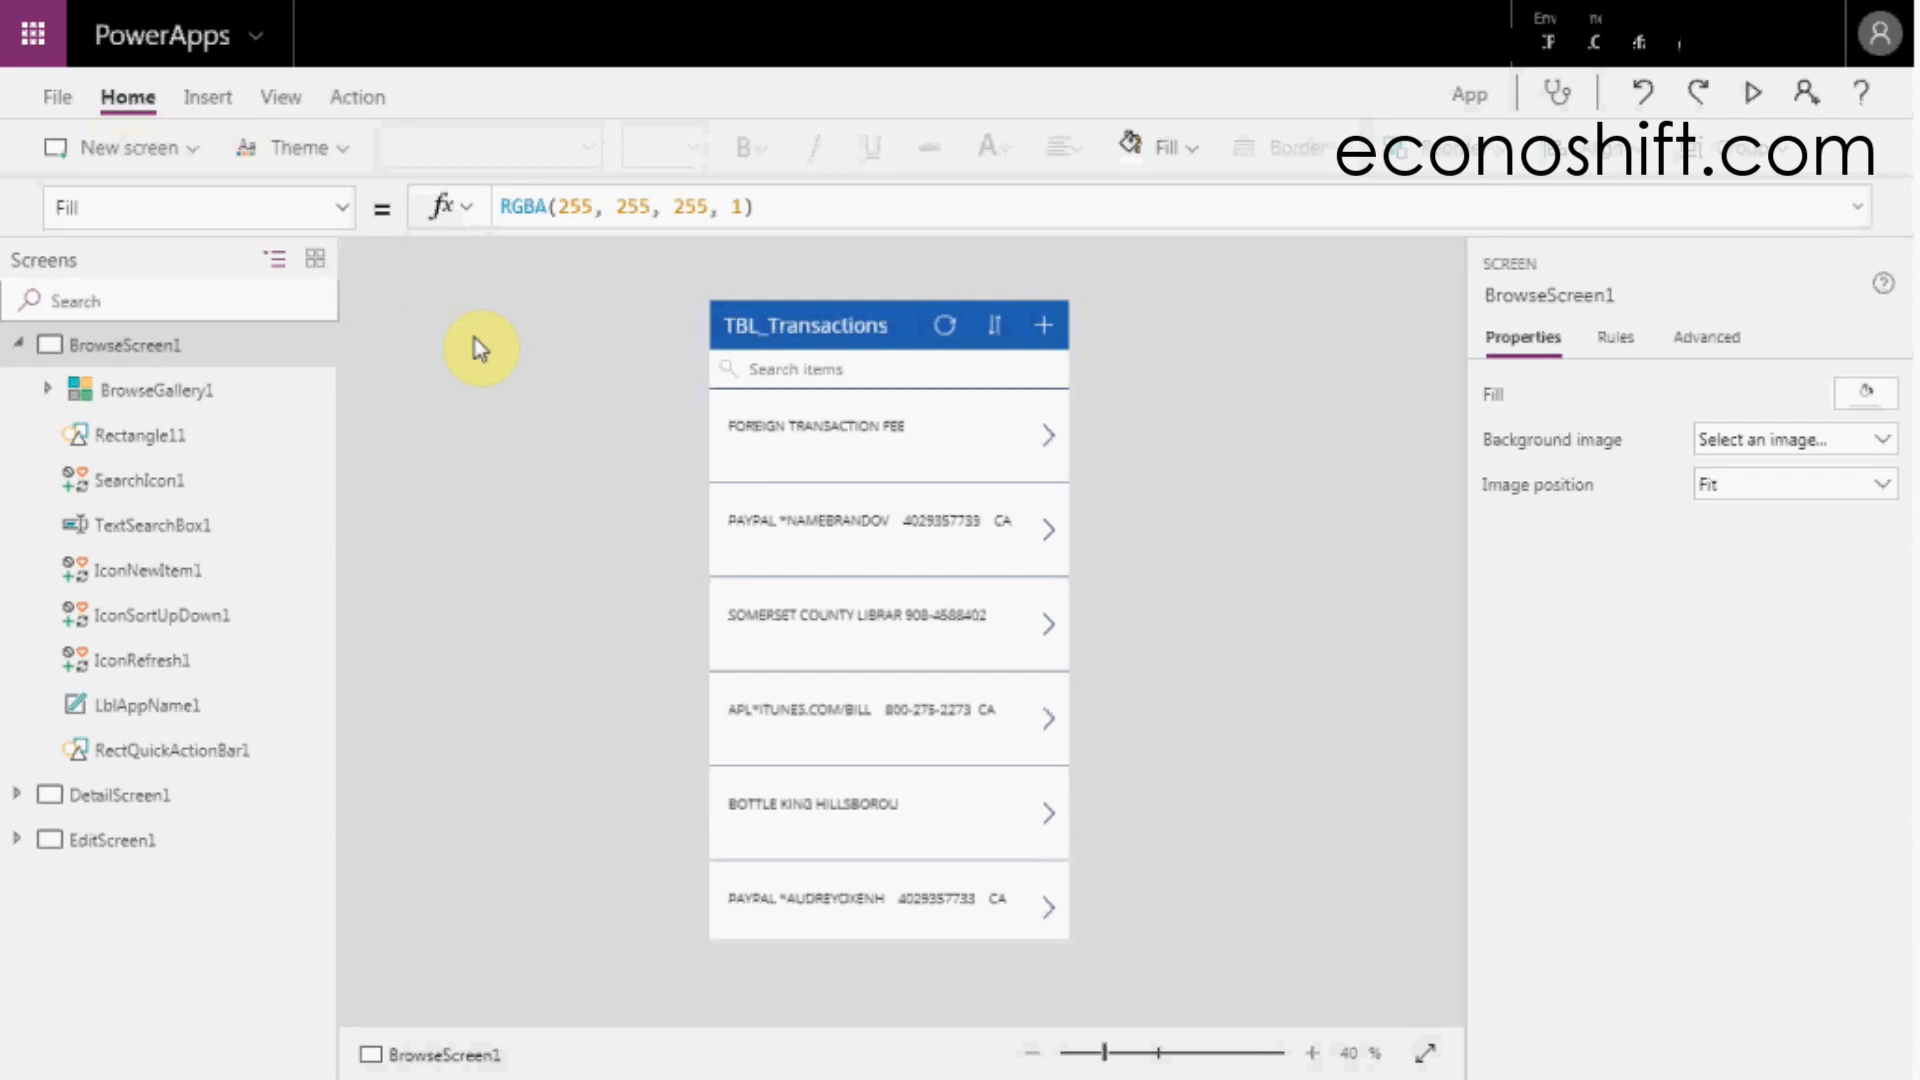 PowerApps
Env
File Home Insert View Action
App
New screen Theme Fill Border
econoshift.com
Fill = fx RGBA(255, 255, 255, 1)
Screens
Search
BrowseScreen1
BrowseGallery1
Rectangle11
SearchIcon1
TextSearchBox1
IconNewItem1
IconSortUpDown1
IconRefresh1
LblAppName1
RectQuickActionBar1
DetailScreen1
EditScreen1
TBL_Transactions
Search items
FOREIGN TRANSACTION FEE
PAYPAL *NAMEBRANDOV 4029357733 CA
SOMERSET COUNTY LIBRAR 908-4588402
APL*ITUNES.COM/BILL 800-275-2273 CA
BOTTLE KING HILLSBOROU
PAYPAL *AUDREYOXENH 4029357733 CA
SCREEN
BrowseScreen1
Properties Rules Advanced
Fill
Background image Select an image...
Image position Fit
BrowseScreen1
40 %